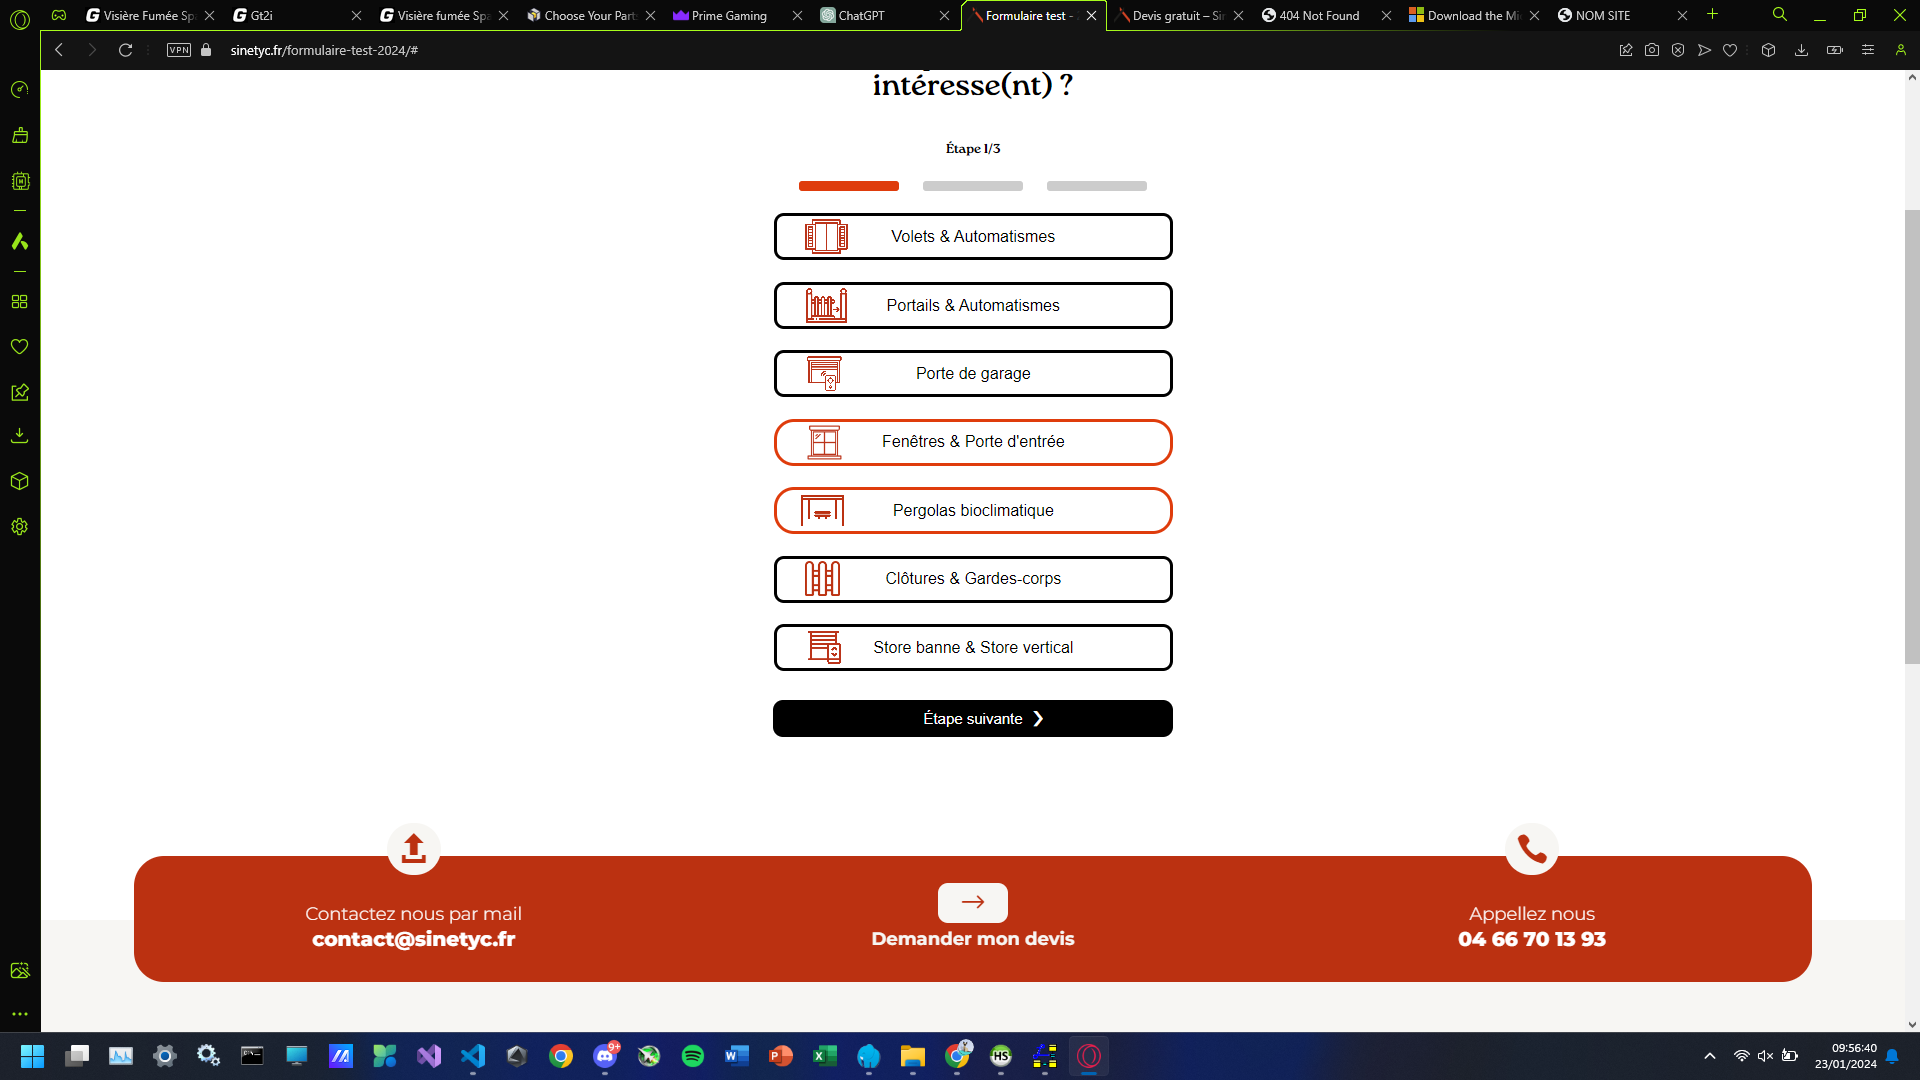 Visière Fumée Sp
Gt2i
Visière fumée Spa
Choose Your Part
Prime Gaming
ChatGPT
Formulaire test -
Devis gratuit – Sin
404 Not Found
Download the Mi
NOM SITE
VPN
sinetyc.fr/formulaire-test-2024/#
intéresse(nt) ?
Étape 1/3
Volets & Automatismes
Portails & Automatismes
Porte de garage
Fenêtres & Porte d'entrée
Pergolas bioclimatique
Clôtures & Gardes-corps
Store banne & Store vertical
Étape suivante ❯
Contactez nous par mail
contact@sinetyc.fr
Demander mon devis
Appellez nous
04 66 70 13 93
9+
HS
09:56:40
23/01/2024